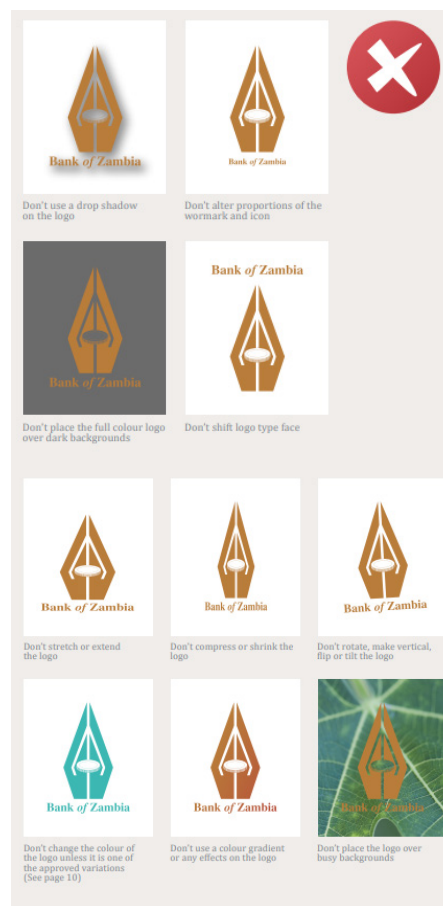 Bank of Zambia
Bank of Zambia
Don't use a drop shadow
on the logo
Don't alter proportions of the
wormark and icon
Bank of Zambia
Bank of Zambia
Don't place the full colour logo
over dark backgrounds
Don't shift logo type face
Bank of Zambia
Bank of Zambia
Bank of Zambia
Don't stretch or extend
the logo
Don't compress or shrink the
logo
Don't rotate, make vertical,
flip or tilt the logo
Bank of Zambia
Bank of Zambia
Bank of Zambia
Don't change the colour of
the logo unless it is one of
the approved variations
(See page 10)
Don't use a colour gradient
or any effects on the logo
Don't place the logo over
busy backgrounds